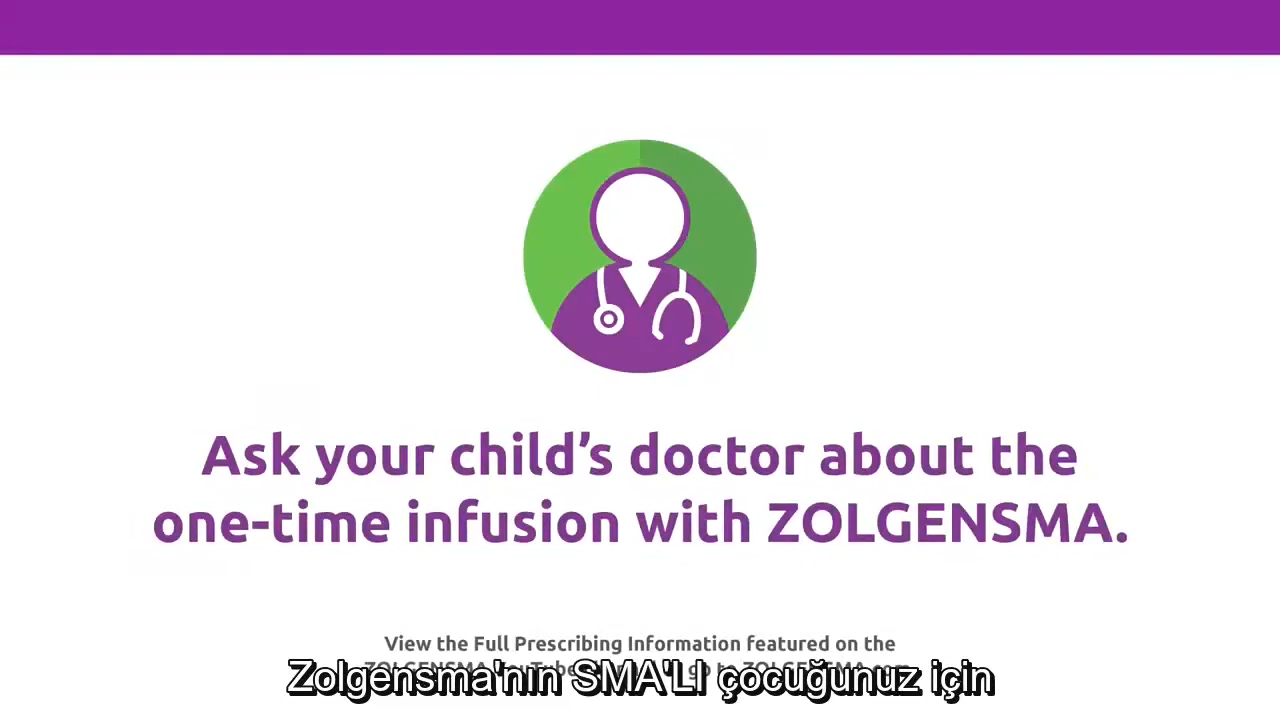 Ask your child's doctor about the
one-time infusion with ZOLGENSMA.
View the Full Prescribing Information featured on the
Zolgensma'nın SMA'LI çocuğunuz için